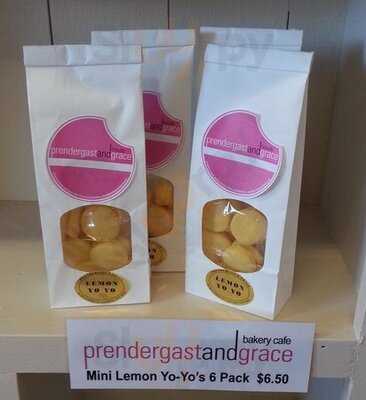 prendergastandgrace
prendergastandgrace
prendergastandgrace
LEMON
YO YO
LEMON
YO YO
bakery cafe
prendergastandgrace
Mini Lemon Yo-Yo's 6 Pack $6.50